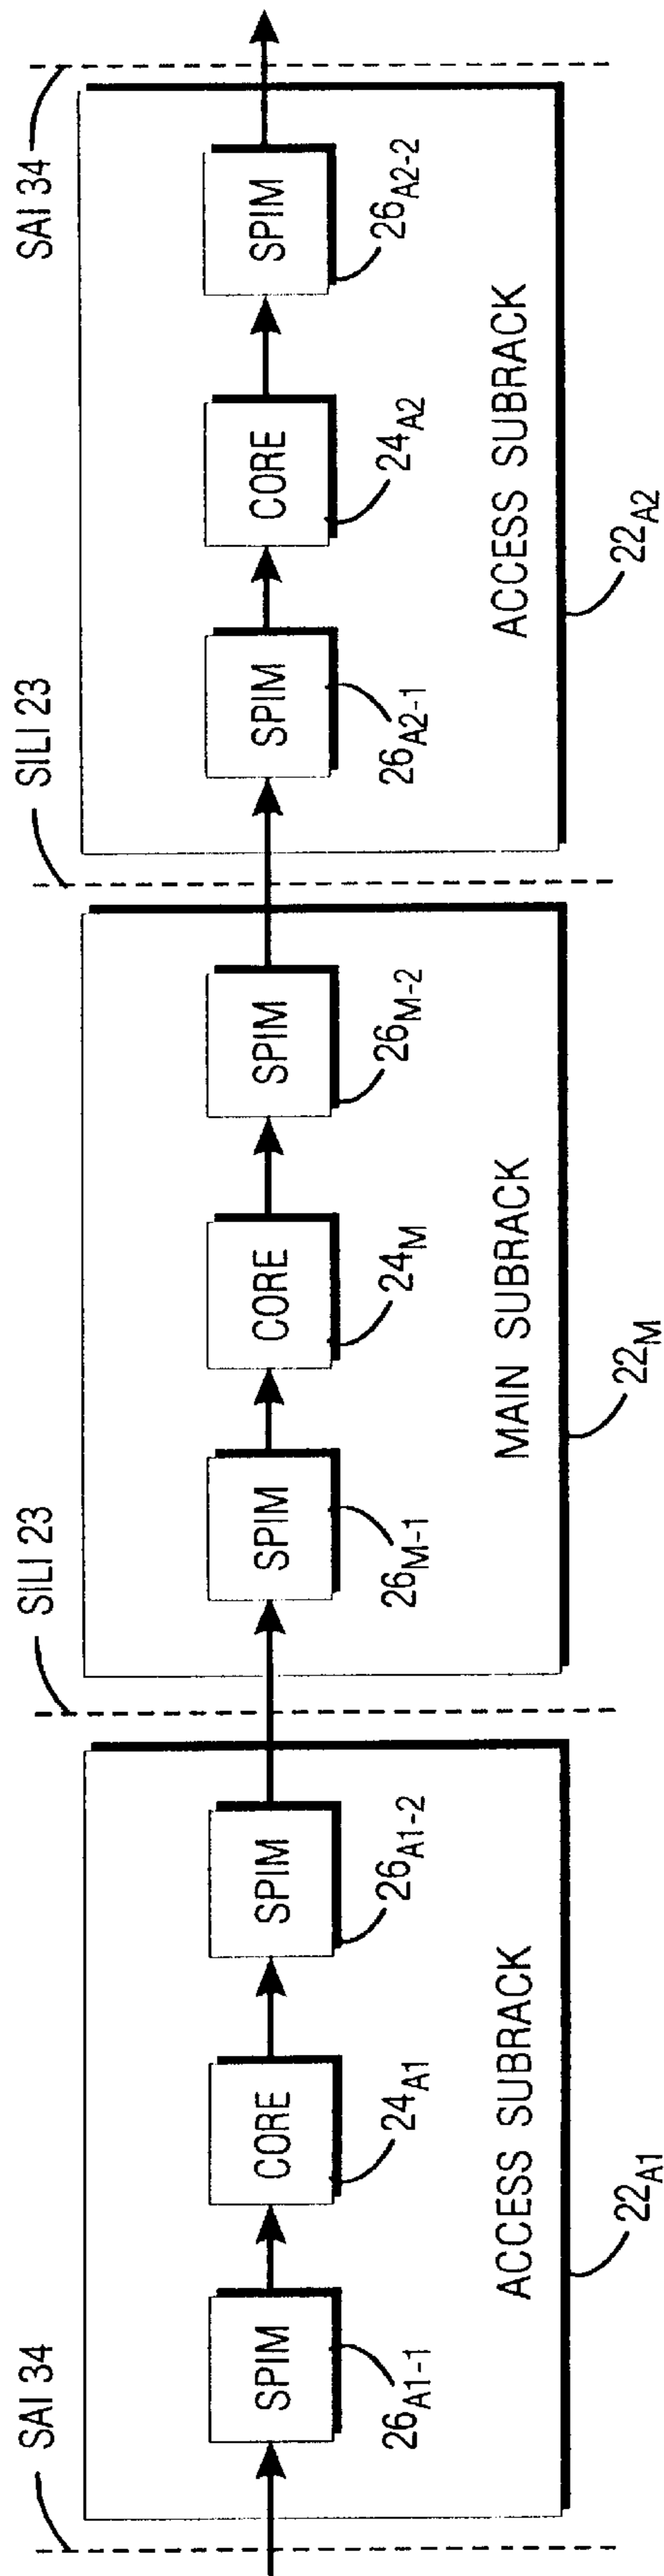 SAI 34
SILI 23
SILI 23
SAI 34
SPIM
CORE
SPIM
SPIM
CORE
SPIM
SPIM
CORE
SPIM
26A1-1
24A1
26A1-2
26M-1
24M
26M-2
26A2-1
24A2
26A2-2
ACCESS SUBRACK
MAIN SUBRACK
ACCESS SUBRACK
22A1
22M
22A2